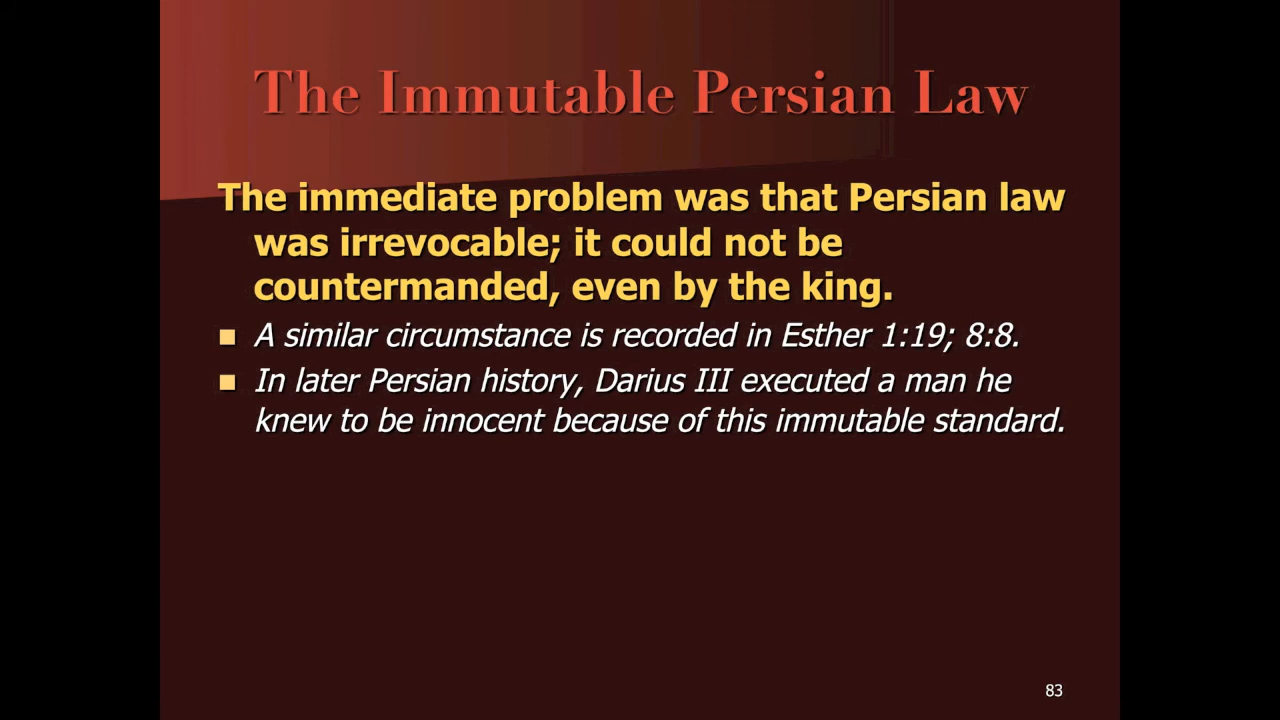 The Immutable Persian Law
The immediate problem was that Persian law
was irrevocable; it could not be
countermanded, even by the king.
■ A similar circumstance is recorded in Esther 1:19; 8:8.
■ In later Persian history, Darius III executed a man he
knew to be innocent because of this immutable standard.
83